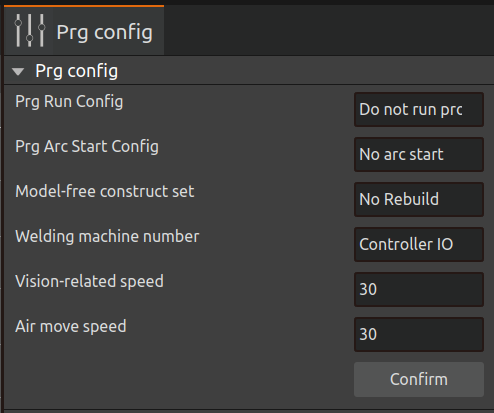 Prg config
Prg config
Prg Run Config Do not run prc
Prg Arc Start Config No arc start
Model-free construct set No Rebuild
Welding machine number Controller IO
Vision-related speed 30
Air move speed 30
Confirm